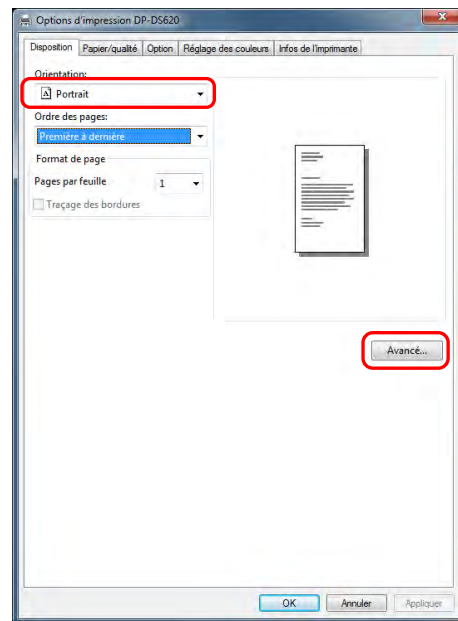 Options d'impression DP-DS620
Disposition Papier/qualité Option Réglage des couleurs Infos de l'imprimante
Orientation:
A Portrait
Ordre des pages:
Première à dernière
Format de page
Pages par feuille 1
Traçage des bordures
Avancé...
OK Annuler Appliquer